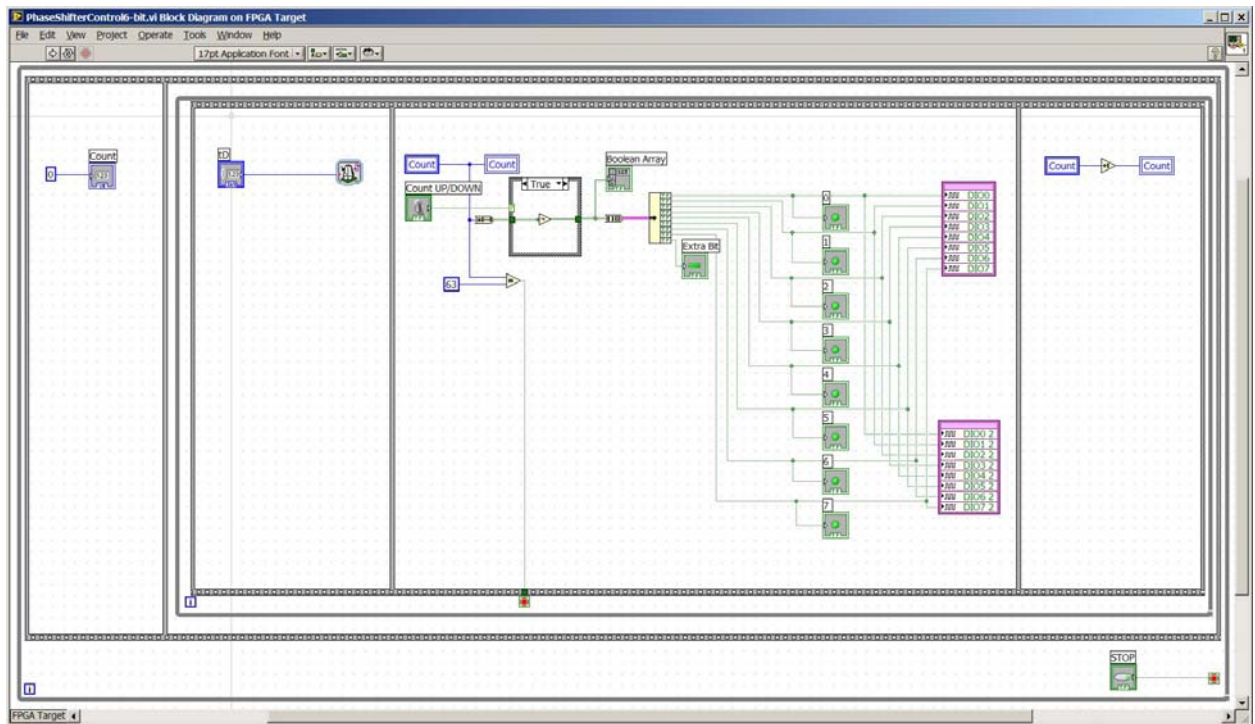 PhaseShifterControl6-bit.vi Block Diagram on FPGA Target
File Edit View Project Operate Tools Window Help
17pt Application Font
Count
0
tD
Count
Count
Count UP/DOWN
True
63
Boolean Array
Extra Bit
0
1
2
3
4
5
6
7
DIO0
DIO1
DIO2
DIO3
DIO4
DIO5
DIO6
DIO7
DIO0 2
DIO1 2
DIO2 2
DIO3 2
DIO4 2
DIO5 2
DIO6 2
DIO7 2
Count
Count
i
STOP
i
FPGA Target